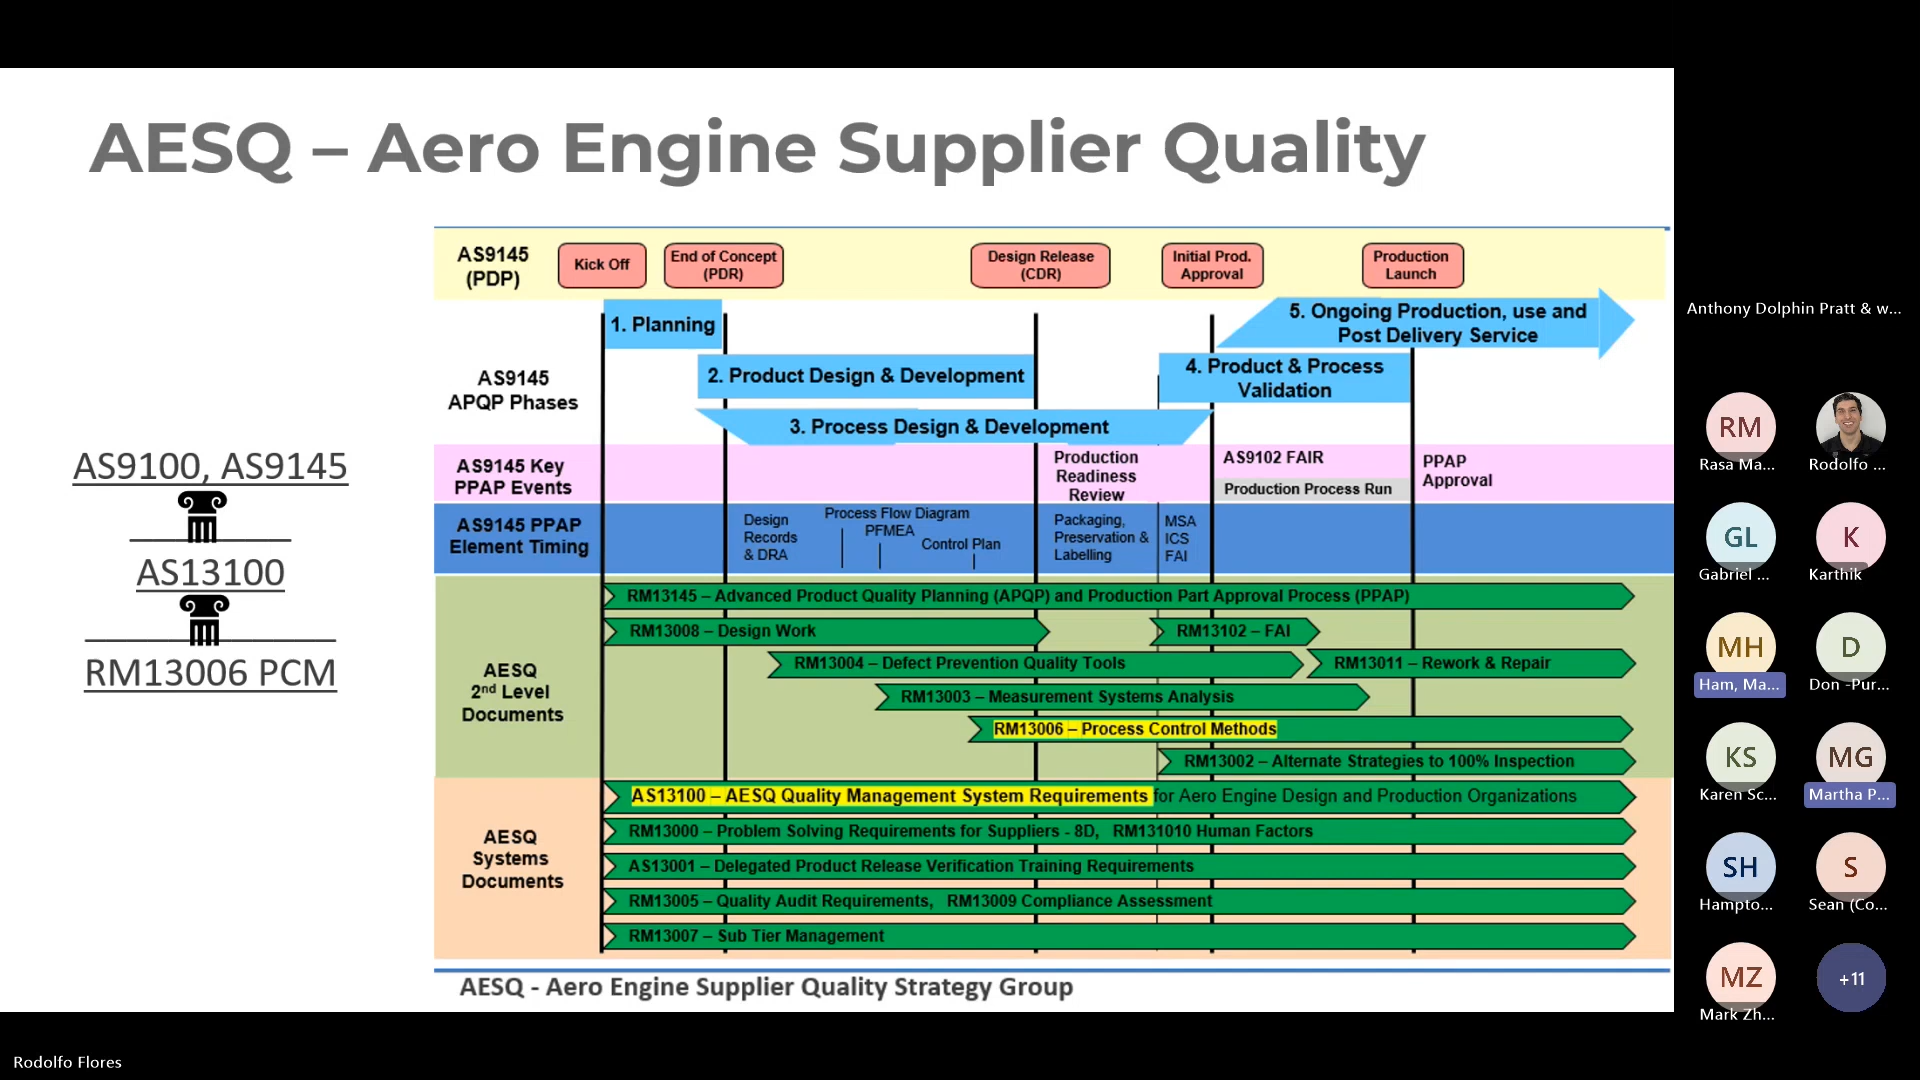 AESQ – Aero Engine Supplier Quality
AS9100, AS9145
AS13100
RM13006 PCM
AS9145
(PDP)
Kick Off
End of Concept
(PDR)
Design Release
(CDR)
Initial Prod.
Approval
Production
Launch
AS9145
APQP Phases
1. Planning
2. Product Design & Development
3. Process Design & Development
4. Product & Process
Validation
5. Ongoing Production, use and
Post Delivery Service
AS9145 Key
PPAP Events
Production
Readiness
Review
AS9102 FAIR
Production Process Run
PPAP
Approval
AS9145 PPAP
Element Timing
Design
Records
& DRA
Process Flow Diagram
PFMEA
Control Plan
Packaging,
Preservation &
Labelling
MSA
ICS
FAI
AESQ
2nd Level
Documents
RM13145 – Advanced Product Quality Planning (APQP) and Production Part Approval Process (PPAP)
RM13008 – Design Work
RM13102 – FAI
RM13004 – Defect Prevention Quality Tools
RM13011 – Rework & Repair
RM13003 – Measurement Systems Analysis
RM13006 – Process Control Methods
RM13002 – Alternate Strategies to 100% Inspection
AESQ
Systems
Documents
AS13100 – AESQ Quality Management System Requirements for Aero Engine Design and Production Organizations
RM13000 – Problem Solving Requirements for Suppliers - 8D, RM131010 Human Factors
AS13001 – Delegated Product Release Verification Training Requirements
RM13005 – Quality Audit Requirements, RM13009 Compliance Assessment
RM13007 – Sub Tier Management
AESQ - Aero Engine Supplier Quality Strategy Group
Anthony Dolphin Pratt & w...
RM
Rasa Ma...
Rodolfo ...
GL
Gabriel ...
K
Karthik
MH
Ham, Ma...
D
Don -Pur...
KS
Karen Sc...
MG
Martha P...
SH
Hampto...
S
Sean (Co...
MZ
Mark Zh...
+11
Rodolfo Flores